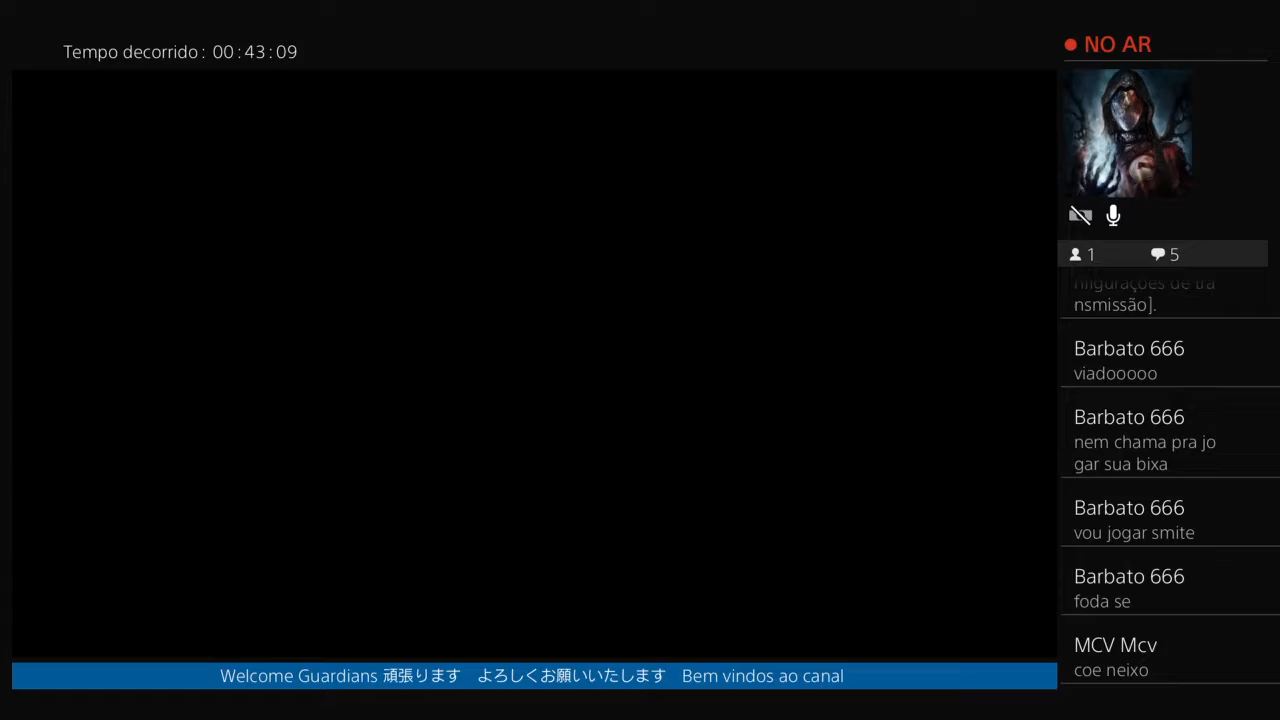 Tempo decorrido: 00:43:09
NO AR
1 5
nfigurações de tra
nsmissão].
Barbato 666
viadooooo
Barbato 666
nem chama pra jo
gar sua bixa
Barbato 666
vou jogar smite
Barbato 666
foda se
MCV Mcv
coe neixo
Welcome Guardians 頑張ります　よろしくお願いいたします　Bem vindos ao canal